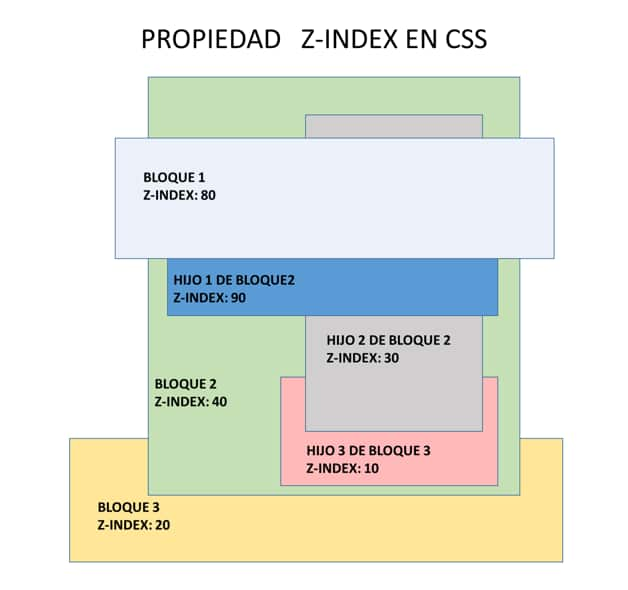 PROPIEDAD Z-INDEX EN CSS
BLOQUE 1
Z-INDEX: 80
HIJO 1 DE BLOQUE2
Z-INDEX: 90
HIJO 2 DE BLOQUE 2
Z-INDEX: 30
BLOQUE 2
Z-INDEX: 40
HIJO 3 DE BLOQUE 3
Z-INDEX: 10
BLOQUE 3
Z-INDEX: 20